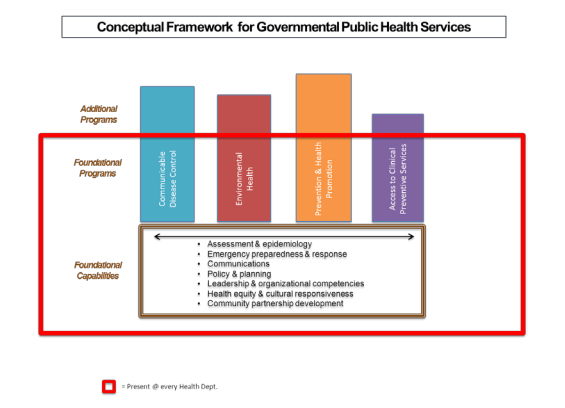 Conceptual Framework for Governmental Public Health Services
Additional
Programs
Foundational
Programs
Communicable
Disease Control
Environmental
Health
Prevention & Health
Promotion
Access to Clinical
Preventive Services
Foundational
Capabilities
• Assessment & epidemiology
• Emergency preparedness & response
• Communications
• Policy & planning
• Leadership & organizational competencies
• Health equity & cultural responsiveness
• Community partnership development
= Present @ every Health Dept.